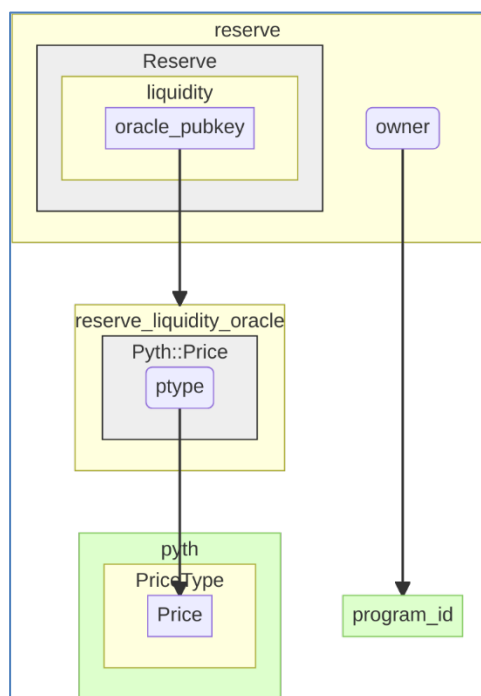 reserve
Reserve
liquidity
oracle_pubkey
owner
reserve_liquidity_oracle
Pyth::Price
ptype
pyth
PriceType
Price
program_id